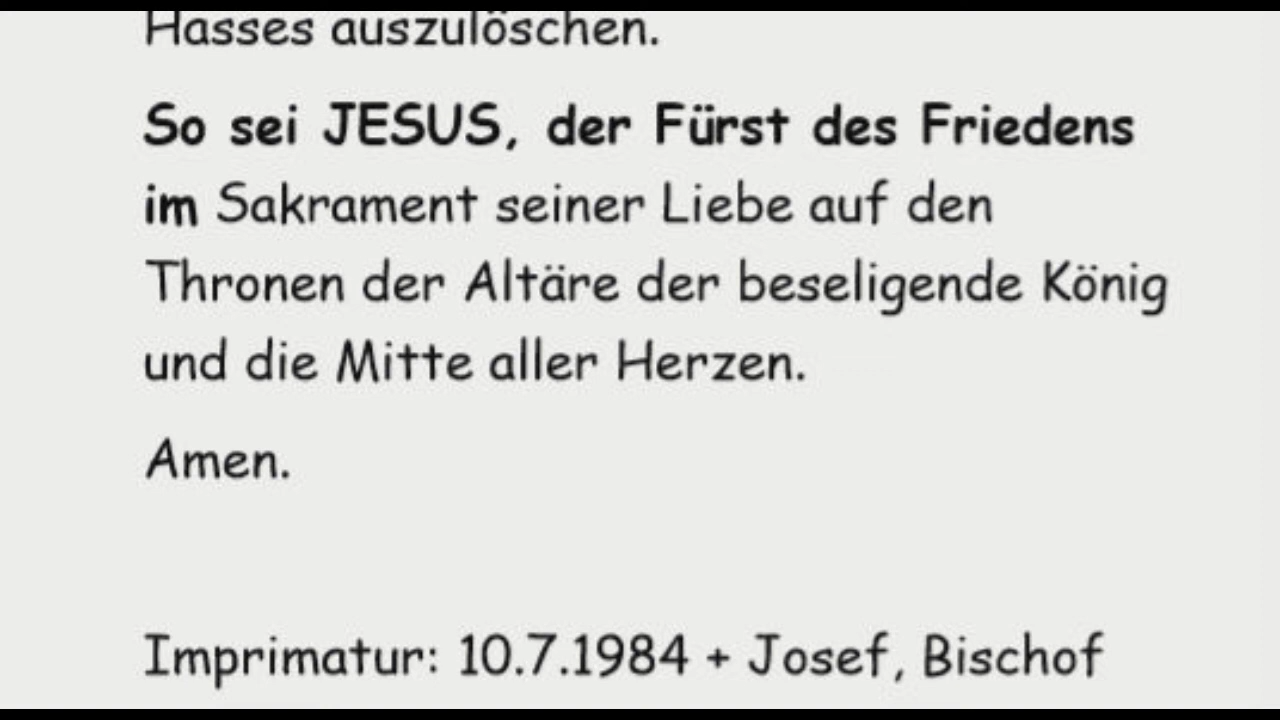 Hasses auszulöschen.
So sei JESUS, der Fürst des Friedens
im Sakrament seiner Liebe auf den
Thronen der Altäre der beseligende König
und die Mitte aller Herzen.
Amen.
Imprimatur: 10.7.1984 + Josef, Bischof